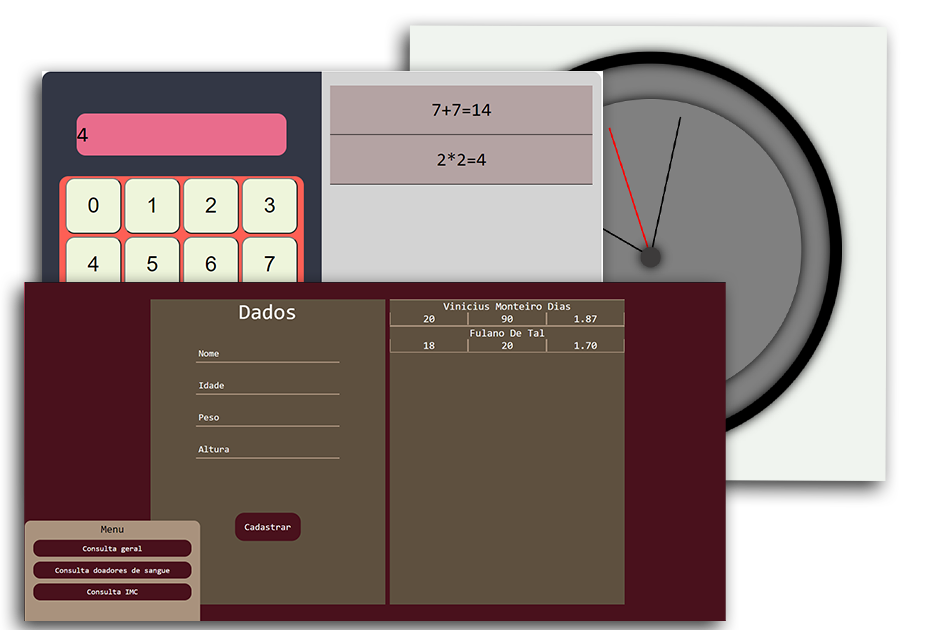 4
0 1 2 3
4 5 6 7
7+7=14
2*2=4
Dados
Nome
Idade
Peso
Altura
Cadastrar
Vinicius Monteiro Dias
20 90 1.87
Fulano De Tal
18 20 1.70
Menu
Consulta geral
Consulta doadores de sangue
Consulta IMC